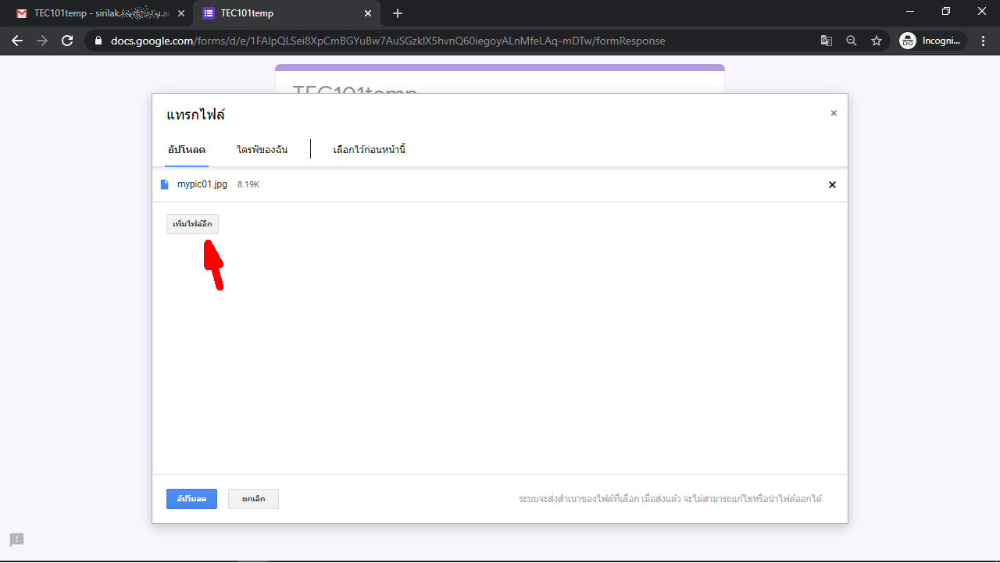 TEC101temp - sirilak.
TEC101temp
docs.google.com/forms/d/e/1FAIpQLSei8XpCmBGYuBw7AuSGzklX5hvnQ60iegoyALnMfeLAq-mDTw/formResponse
Incogni...
TEC101temp
แทรกไฟล์
อัปโหลด ไดรฟ์ของฉัน เลือกไว้ก่อนหน้านี้
mypic01.jpg 8.19K
เพิ่มไฟล์อีก
อัปโหลด ยกเลิก ระบบจะส่งสำเนาของไฟล์ที่เลือก เมื่อส่งแล้ว จะไม่สามารถแก้ไขหรือนำไฟล์ออกได้